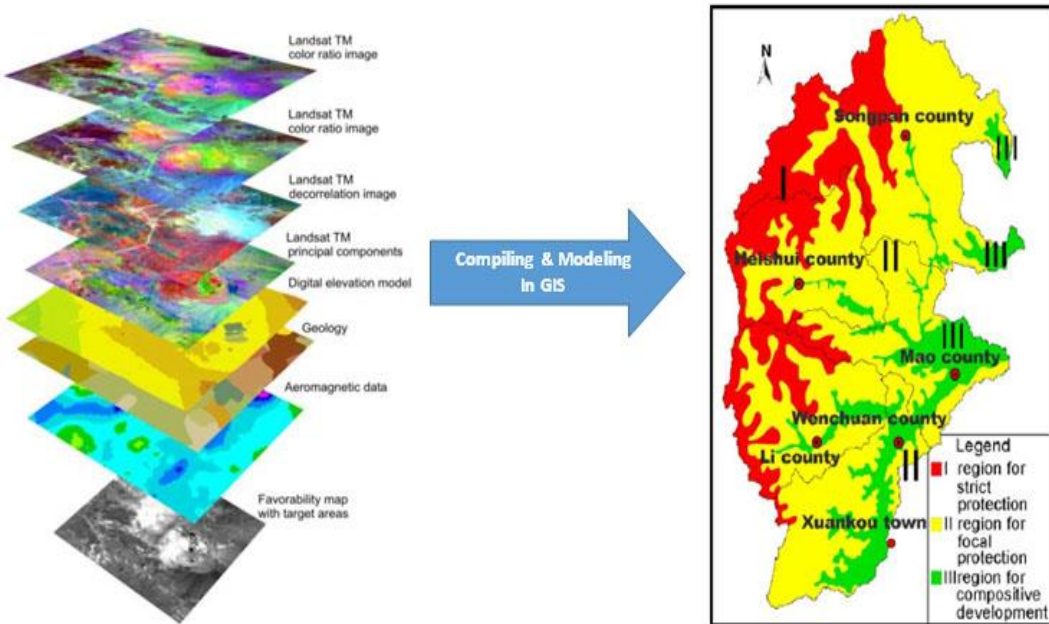 Landsat TM
color ratio image
Landsat TM
color ratio image
Landsat TM
decorrelation image
Landsat TM
principal components
Digital elevation model
Geology
Aeromagnetic data
Favorability map
with target areas
Compiling & Modeling
in GIS
N
Songpan county
III
I
Heishui county
II
III
III
Mao county
Wenchuan county
Li county
II
Xuankou town
Legend
I region for
strict
protection
II region for
focal
protection
III region for
compositive
development